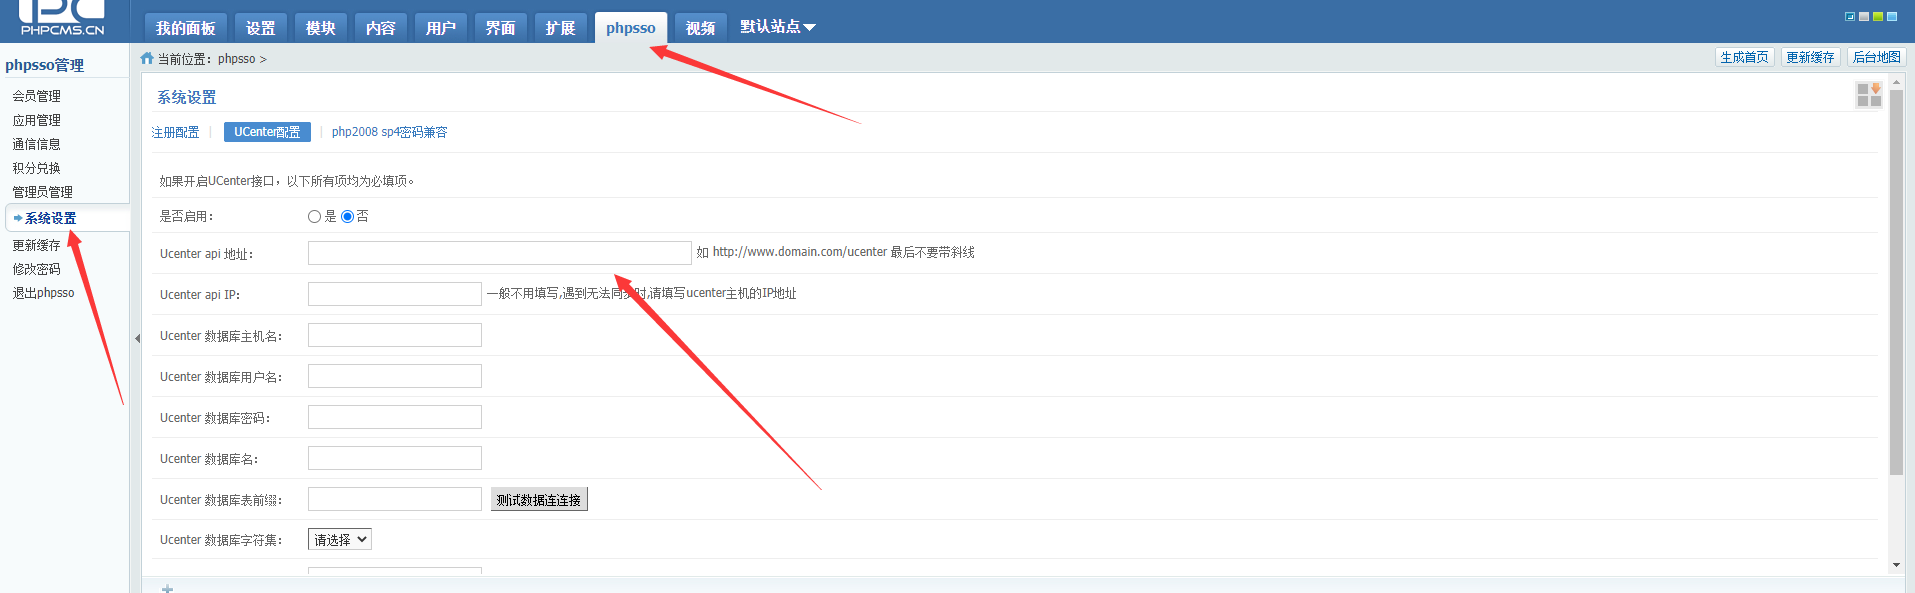 PHPCMS.CN
我的面板 设置 模块 内容 用户 界面 扩展 phpsso 视频 默认站点
phpsso管理
会员管理
应用管理
通信信息
积分兑换
管理员管理
系统设置
更新缓存
修改密码
退出phpsso
当前位置：phpsso >
生成首页 更新缓存 后台地图
系统设置
注册配置 | UCenter配置 | php2008 sp4密码兼容
如果开启UCenter接口，以下所有项均为必填项。
是否启用： 是 否
Ucenter api 地址： 如 http://www.domain.com/ucenter 最后不要带斜线
Ucenter api IP： 一般不用填写,遇到无法同步时,请填写ucenter主机的IP地址
Ucenter 数据库主机名：
Ucenter 数据库用户名：
Ucenter 数据库密码：
Ucenter 数据库名：
Ucenter 数据库表前缀： 测试数据连连接
Ucenter 数据库字符集： 请选择